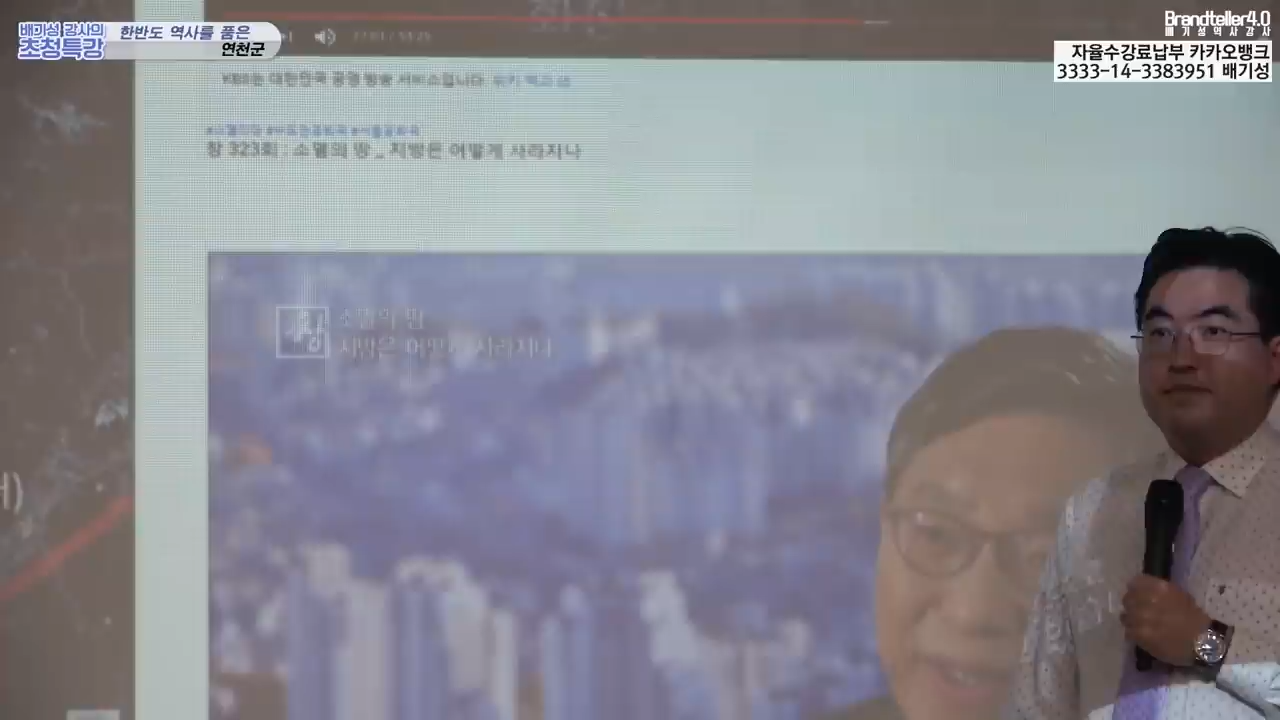 배기성 강사의
초청특강
한반도 역사를 품은
연천군
Brandteller4.0
배기성역사강사
자율수강료납부 카카오뱅크
3333-14-3383951 배기성
KBS는 대한민국 공영 방송 서비스입니다
창 323회 : 소멸의 땅 _ 지방은 어떻게 사라지나
창
소멸의 땅
지방은 어떻게 사라지나